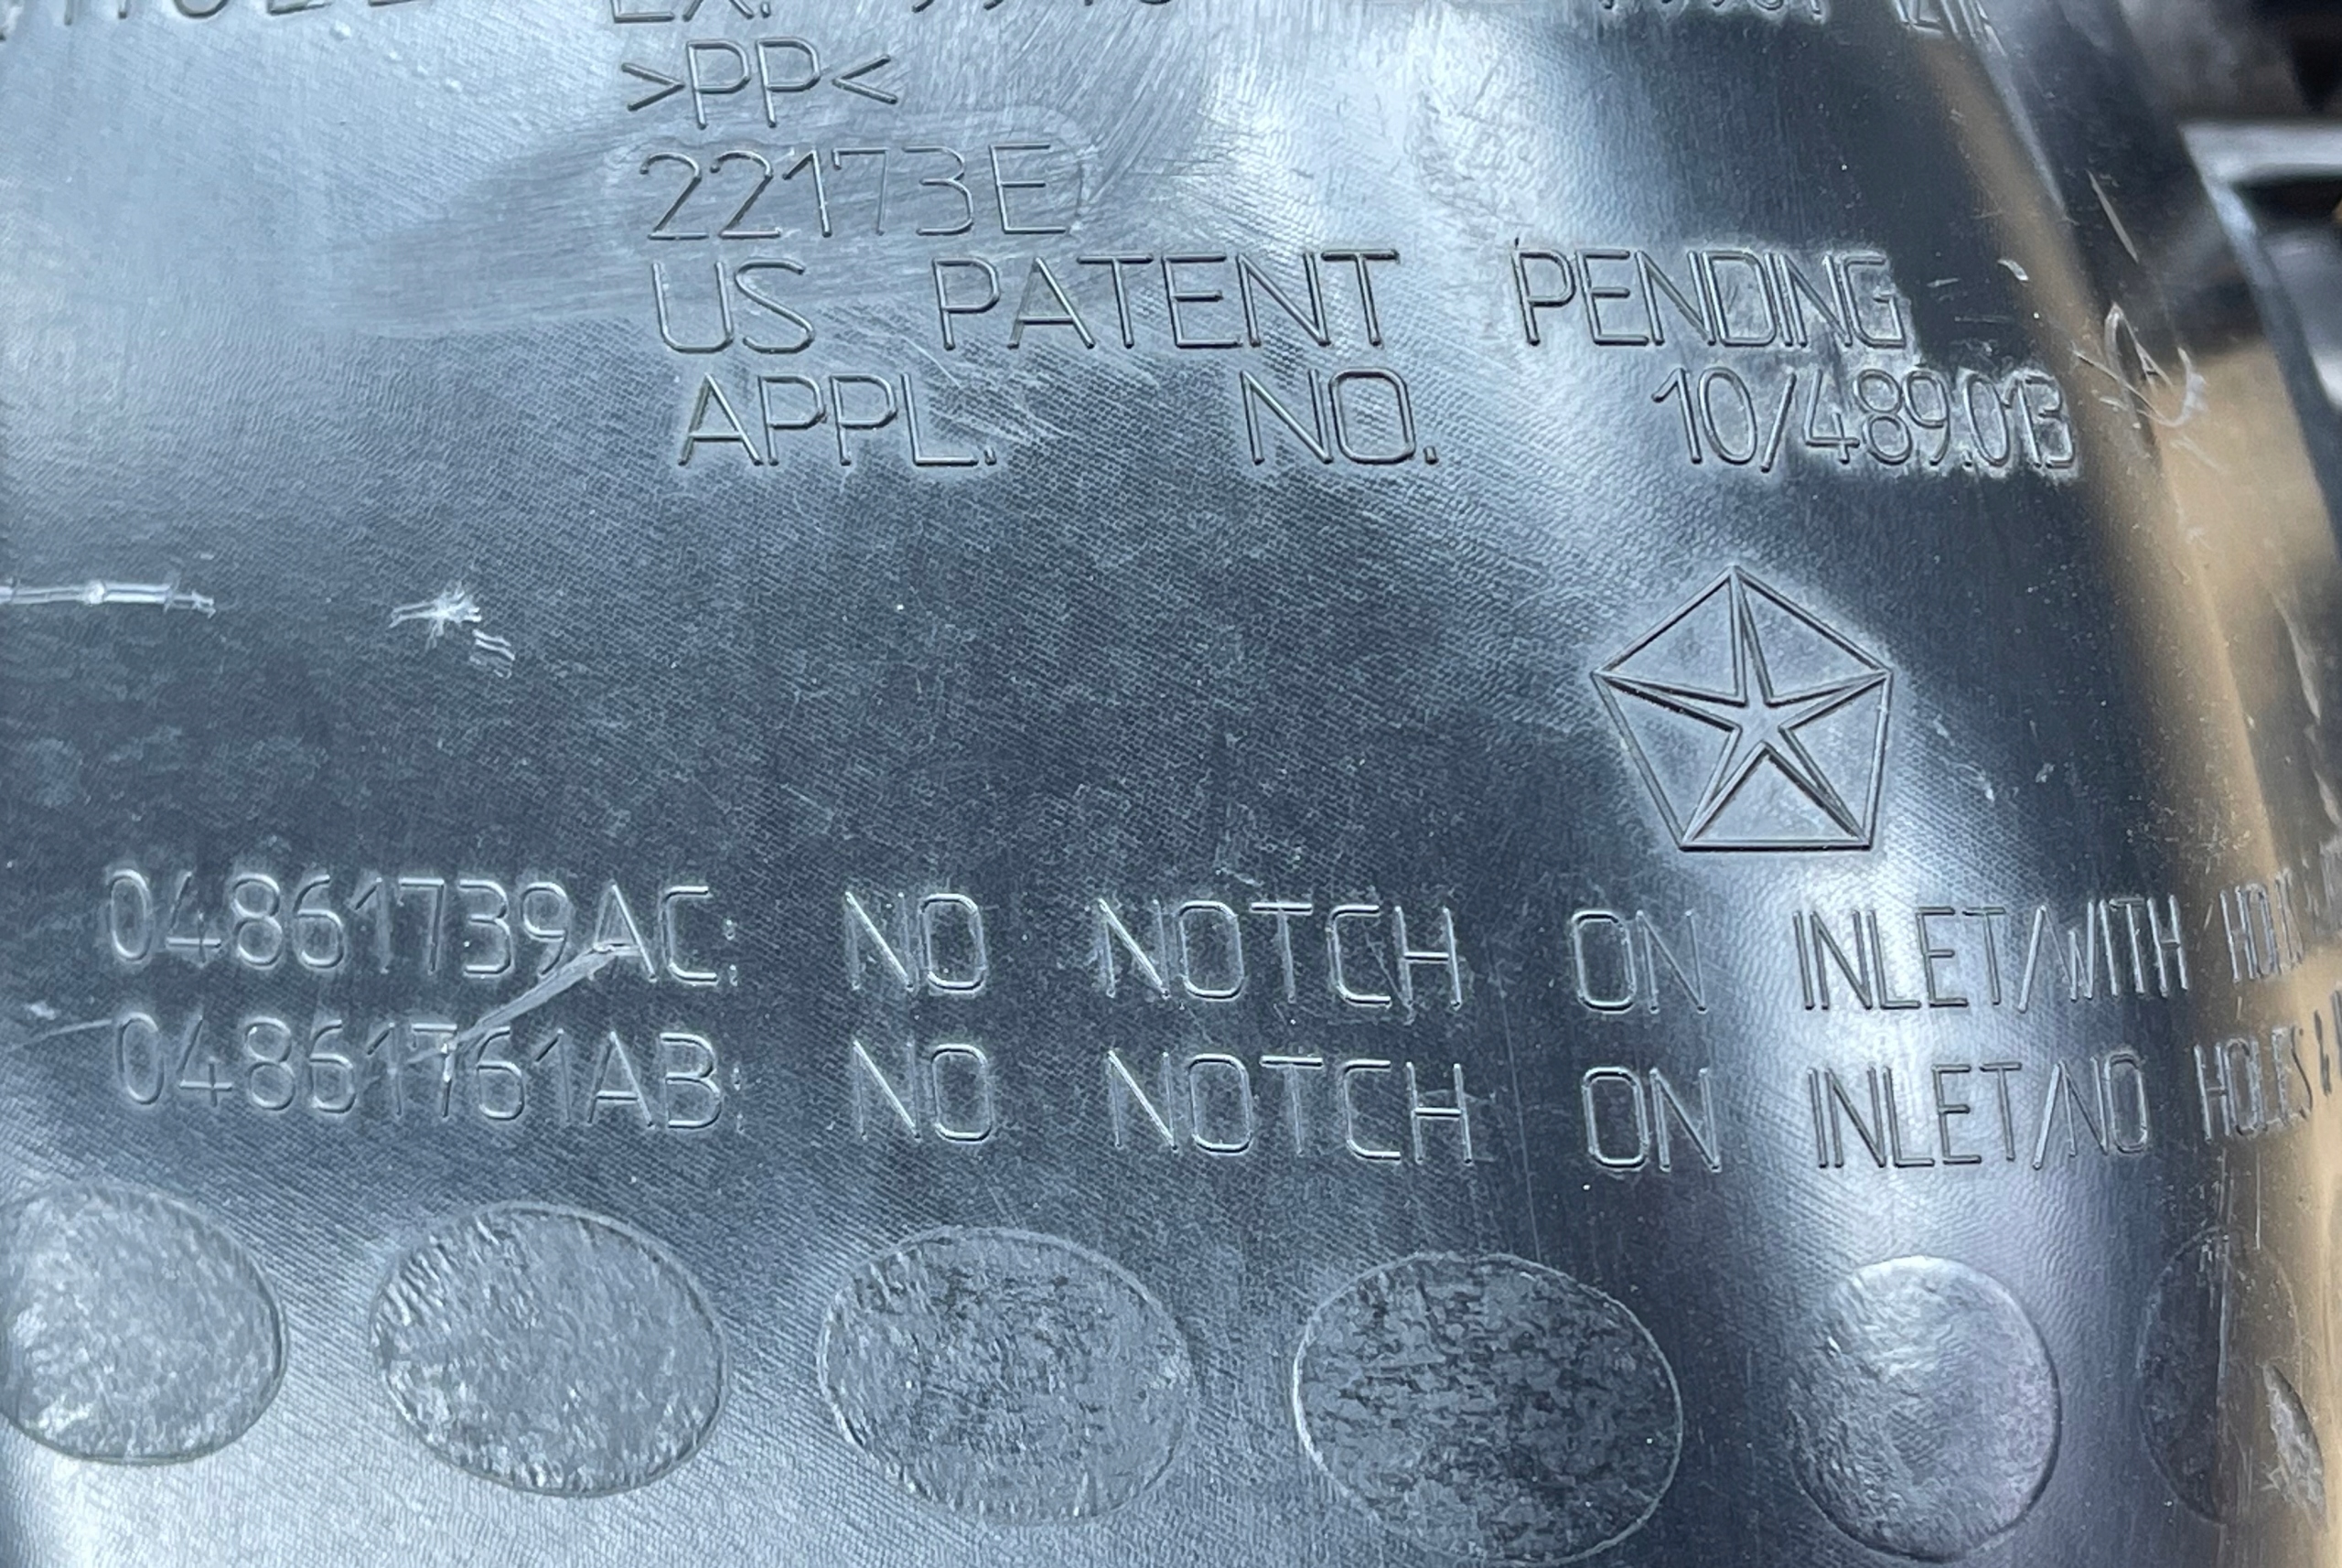 >PP<
22173E
US PATENT PENDING
APPL. NO. 10/489.013
04861739AC: NO NOTCH ON INLET/WITH
04861761AB: NO NOTCH ON INLET/NO HOLES